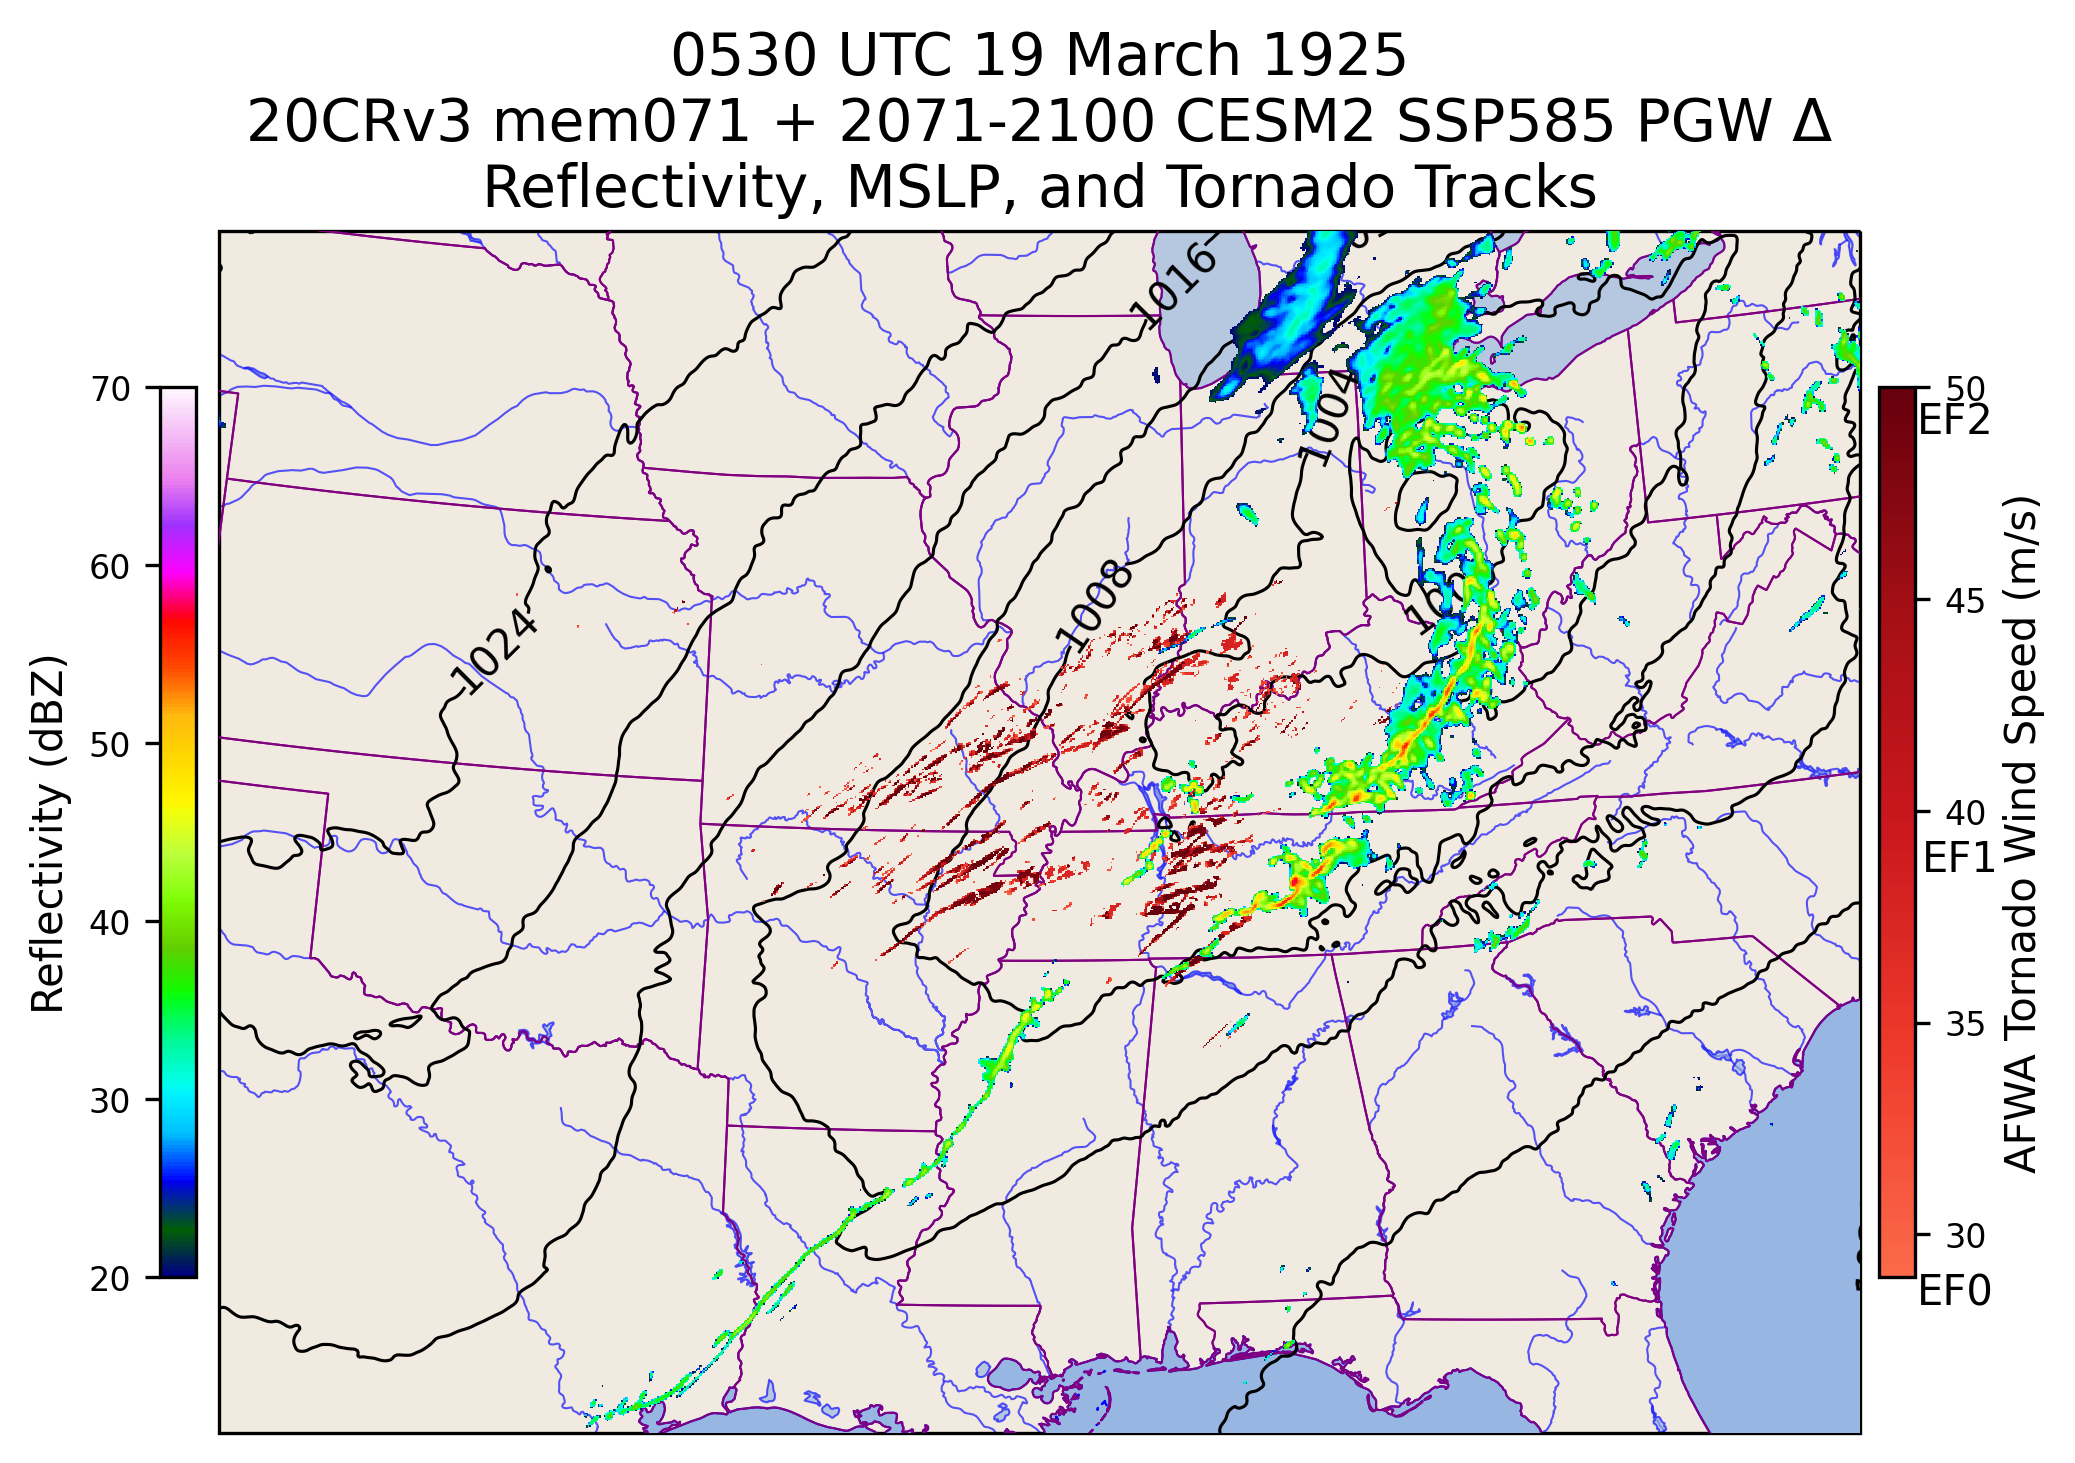 0530 UTC 19 March 1925
20CRv3 mem071 + 2071-2100 CESM2 SSP585 PGW Δ
Reflectivity, MSLP, and Tornado Tracks
Reflectivity (dBZ)
70
60
50
40
30
20
1016
1004
1008
1024
50
EF2
45
40
EF1
35
30
EF0
AFWA Tornado Wind Speed (m/s)